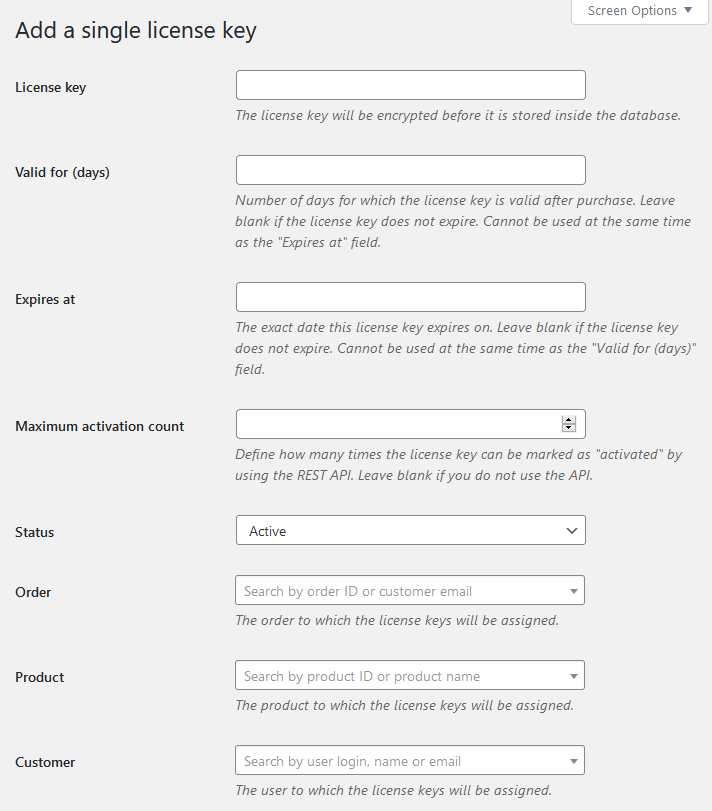 Screen Options ▼
Add a single license key
License key
The license key will be encrypted before it is stored inside the database.
Valid for (days)
Number of days for which the license key is valid after purchase. Leave
blank if the license key does not expire. Cannot be used at the same time
as the "Expires at" field.
Expires at
The exact date this license key expires on. Leave blank if the license key
does not expire. Cannot be used at the same time as the "Valid for (days)"
field.
Maximum activation count
Define how many times the license key can be marked as "activated" by
using the REST API. Leave blank if you do not use the API.
Status
Active
Order
Search by order ID or customer email
The order to which the license keys will be assigned.
Product
Search by product ID or product name
The product to which the license keys will be assigned.
Customer
Search by user login, name or email
The user to which the license keys will be assigned.